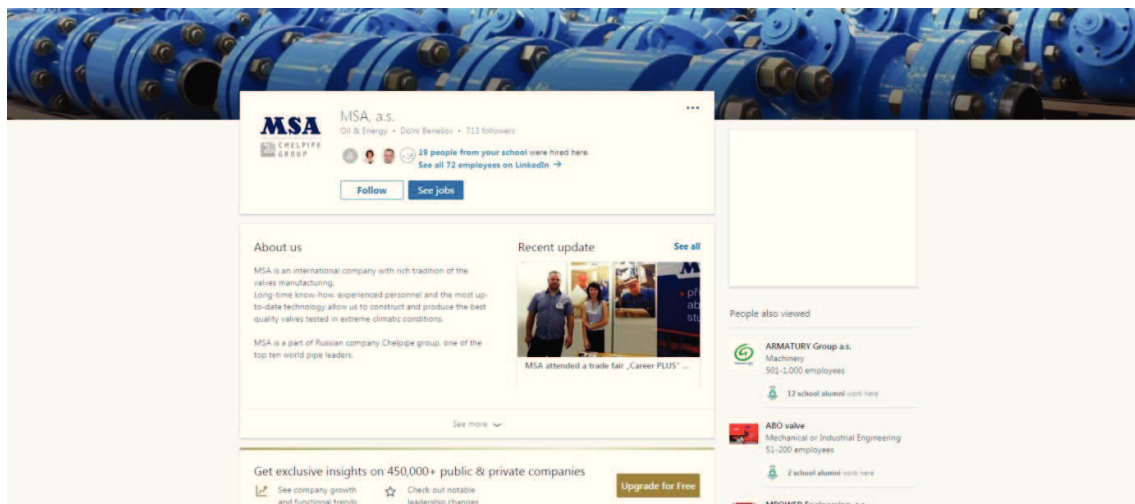 MSA
CHELPIPE
GROUP
MSA, a.s.
Oil & Energy • Dolni Benešov • 713 followers
+16
19 people from your school were hired here.
See all 72 employees on LinkedIn →
Follow
See jobs
About us
MSA is an international company with rich tradition of the
valves manufacturing.
Long-time know-how, experienced personnel and the most up-
to-date technology allow us to construct and produce the best
quality valves tested in extreme climatic conditions.
MSA is a part of Russian company Chelpipe group, one of the
top ten world pipe leaders.
Recent update
See all
MSA attended a trade fair „Career PLUS" ...
See more
Get exclusive insights on 450,000+ public & private companies
See company growth
and functional trends
Check out notable
leadership changes
Upgrade for Free
People also viewed
ARMATURY Group a.s.
Machinery
501-1,000 employees
12 school alumni work here
ABO valve
Mechanical or Industrial Engineering
51-200 employees
2 school alumni work here
MPOWER Engineering, a.s.